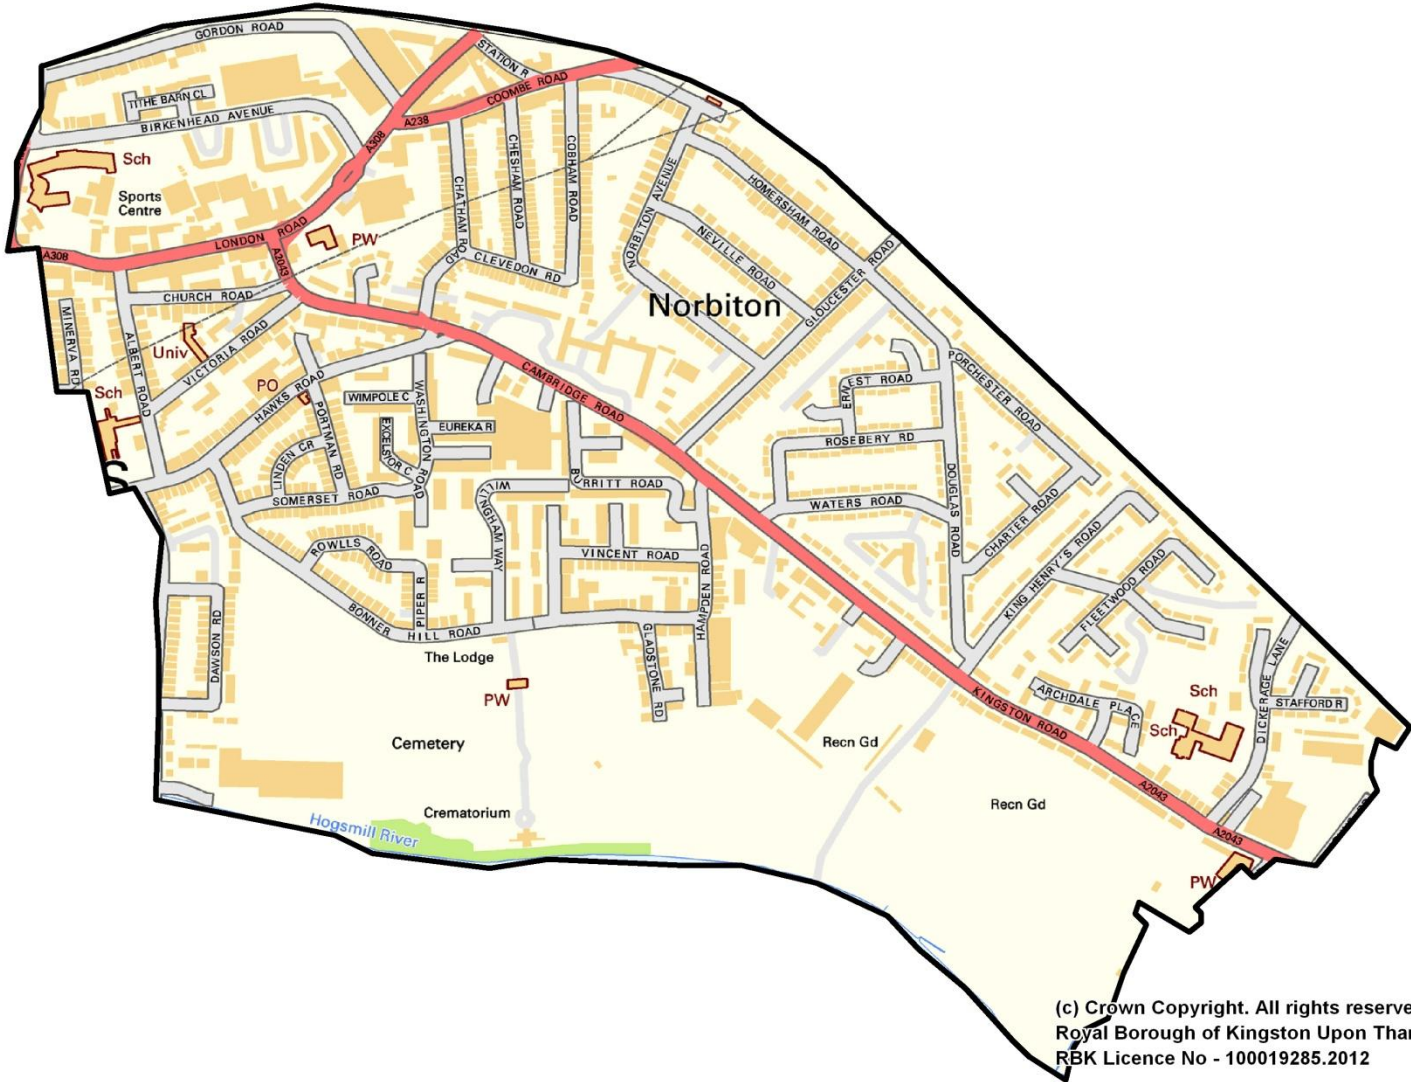 GORDON ROAD
STATION R
COOMBE ROAD
TITHE BARN CL
BIRKENHEAD AVENUE
A238
A308
Sch
Sports
Centre
CHESHAM ROAD
COBHAM ROAD
CHATHAM ROAD
NORBITON AVENUE
HOMERSHAM ROAD
LONDON ROAD
PW
A308
A2043
CLEVEDON RD
NEVILLE ROAD
GLOUCESTER ROAD
CHURCH ROAD
Norbiton
MINERVA RD
ALBERT ROAD
Univ
VICTORIA ROAD
PORCHESTER ROAD
Sch
PO
HAWKS ROAD
PORTMAN RD
WIMPOLE C
WASHINGTON ROAD
CAMBRIDGE ROAD
ERNEST ROAD
EXCELSIOR C
EUREKA R
ROSEBERY RD
LINDEN CR
S
SOMERSET ROAD
WILLINGHAM WAY
BURRITT ROAD
WATERS ROAD
DOUGLAS ROAD
CHARTER ROAD
ROWLLS ROAD
VINCENT ROAD
KING HENRY'S ROAD
FLEETWOOD ROAD
PIPER R
HAMPDEN ROAD
BONNER HILL ROAD
DAWSON RD
The Lodge
GLADSTONE RD
DICKERAGE LANE
PW
ARCHDALE PLACE
Sch
STAFFORD R
KINGSTON ROAD
Sch
Cemetery
Recn Gd
A2043
Recn Gd
Crematorium
Hogsmill River
A2043
PW
(c) Crown Copyright. All rights reserve
Royal Borough of Kingston Upon Than
RBK Licence No - 100019285.2012